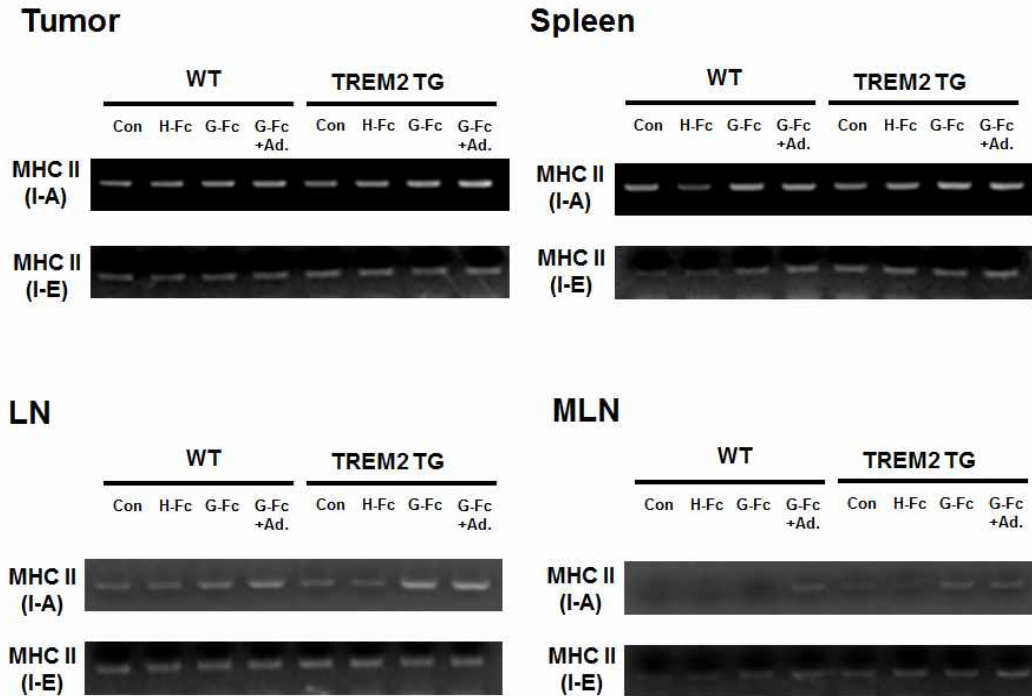 Tumor
WT TREM2 TG
Con H-Fc G-Fc G-Fc Con H-Fc G-Fc G-Fc
+Ad. +Ad.
MHC II
(I-A)
MHC II
(I-E)
Spleen
WT TREM2 TG
Con H-Fc G-Fc G-Fc Con H-Fc G-Fc G-Fc
+Ad. +Ad.
MHC II
(I-A)
MHC II
(I-E)
LN
WT TREM2 TG
Con H-Fc G-Fc G-Fc Con H-Fc G-Fc G-Fc
+Ad. +Ad.
MHC II
(I-A)
MHC II
(I-E)
MLN
WT TREM2 TG
Con H-Fc G-Fc G-Fc Con H-Fc G-Fc G-Fc
+Ad. +Ad.
MHC II
(I-A)
MHC II
(I-E)